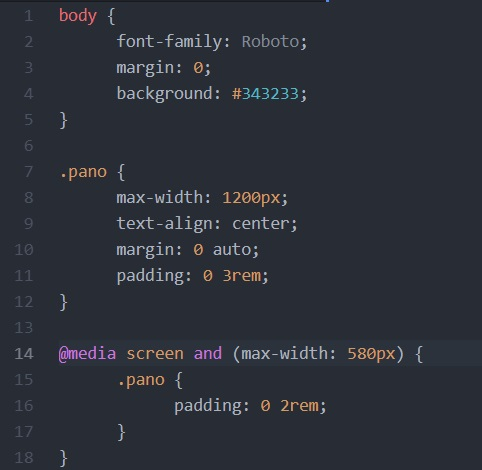 1 body {
2 font-family: Roboto;
3 margin: 0;
4 background: #343233;
5 }
6
7 .pano {
8 max-width: 1200px;
9 text-align: center;
10 margin: 0 auto;
11 padding: 0 3rem;
12 }
13
14 @media screen and (max-width: 580px) {
15 .pano {
16 padding: 0 2rem;
17 }
18 }